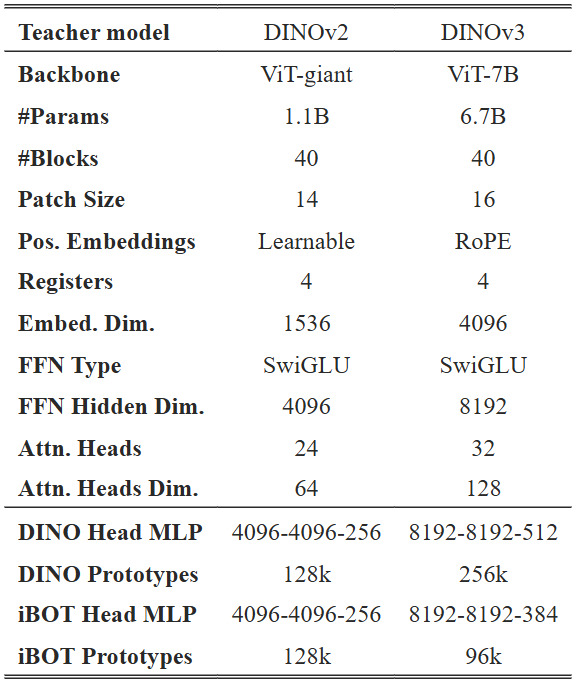 Teacher model DINOv2 DINOv3
Backbone ViT-giant ViT-7B
#Params 1.1B 6.7B
#Blocks 40 40
Patch Size 14 16
Pos. Embeddings Learnable RoPE
Registers 4 4
Embed. Dim. 1536 4096
FFN Type SwiGLU SwiGLU
FFN Hidden Dim. 4096 8192
Attn. Heads 24 32
Attn. Heads Dim. 64 128
DINO Head MLP 4096-4096-256 8192-8192-512
DINO Prototypes 128k 256k
iBOT Head MLP 4096-4096-256 8192-8192-384
iBOT Prototypes 128k 96k